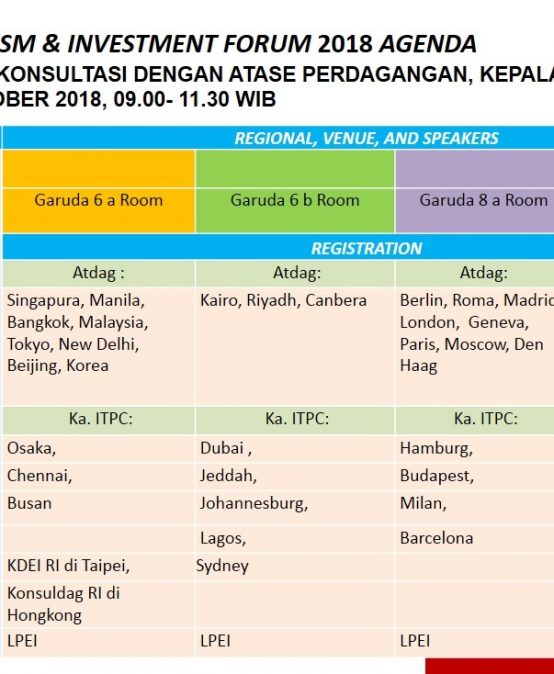 SM & INVESTMENT FORUM 2018 AGENDA
KONSULTASI DENGAN ATASE PERDAGANGAN, KEPALA
OBER 2018, 09.00- 11.30 WIB
REGIONAL, VENUE, AND SPEAKERS
Garuda 6 a Room
Garuda 6 b Room
Garuda 8 a Room
REGISTRATION
Atdag :
Atdag:
Atdag:
Singapura, Manila,
Bangkok, Malaysia,
Tokyo, New Delhi,
Beijing, Korea
Kairo, Riyadh, Canbera
Berlin, Roma, Madrid
London, Geneva,
Paris, Moscow, Den
Haag
Ka. ITPC:
Ka. ITPC:
Ka. ITPC:
Osaka,
Dubai ,
Hamburg,
Chennai,
Jeddah,
Budapest,
Busan
Johannesburg,
Milan,
Lagos,
Barcelona
KDEI RI di Taipei,
Sydney
Konsuldag RI di
Hongkong
LPEI
LPEI
LPEI